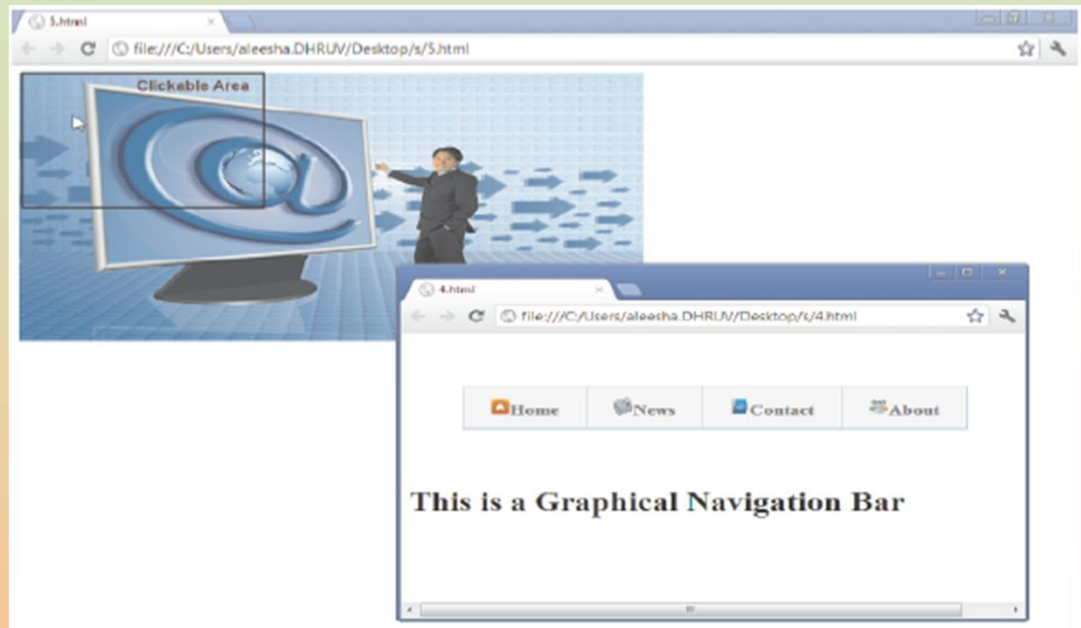 5.html
file:///C:/Users/aleesha.DHRUV/Desktop/s/5.html
Clickable Area
4.html
file:///C:/Users/aleesha.DHRUV/Desktop/s/4.html
Home News Contact About
This is a Graphical Navigation Bar